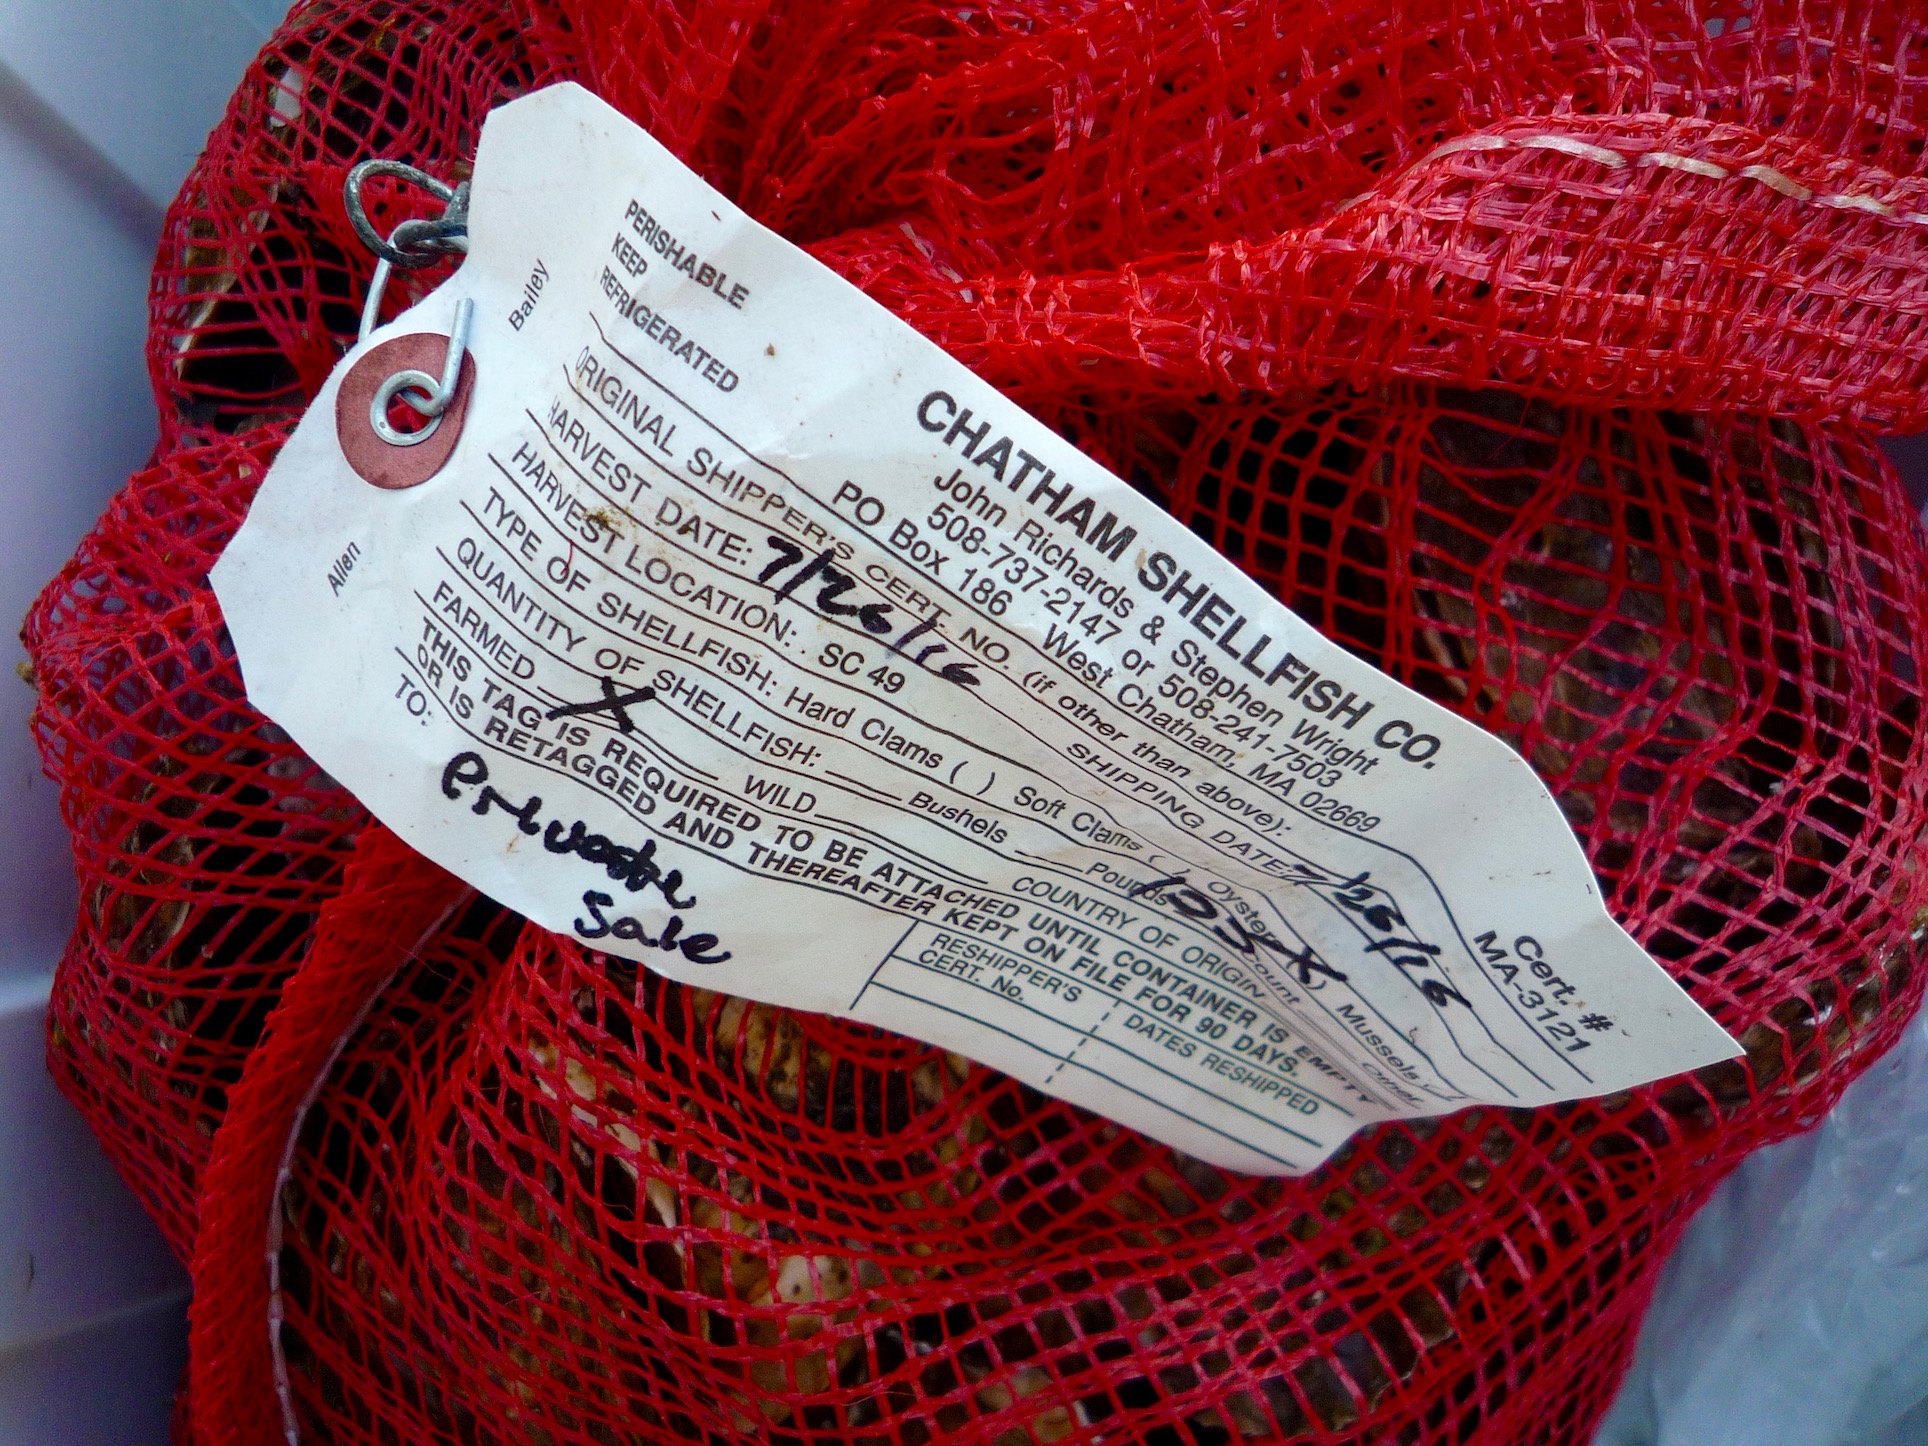 Bailey
Allen
PERISHABLE
KEEP
REFRIGERATED
CHATHAM SHELLFISH CO.
John Richards & Stephen Wright
508-737-2147 or 508-241-7503
PO Box 186 West Chatham, MA 02669
Cert. #
MA-3121
ORIGINAL SHIPPER'S CERT. NO. (if other than above):
HARVEST DATE: 7/26/16 SHIPPING DATE: 7/26/16
HARVEST LOCATION: SC 49
TYPE OF SHELLFISH: Hard Clams ( ) Soft Clams ( ) Oysters (X) Mussels ( )
QUANTITY OF SHELLFISH: Bushels Pounds Count Other
FARMED X WILD COUNTRY OF ORIGIN
THIS TAG IS REQUIRED TO BE ATTACHED UNTIL CONTAINER IS EMPTY
OR IS RETAGGED AND THEREAFTER KEPT ON FILE FOR 90 DAYS.
TO: Private
Sale
RESHIPPER'S
CERT. No.
DATES RESHIPPED